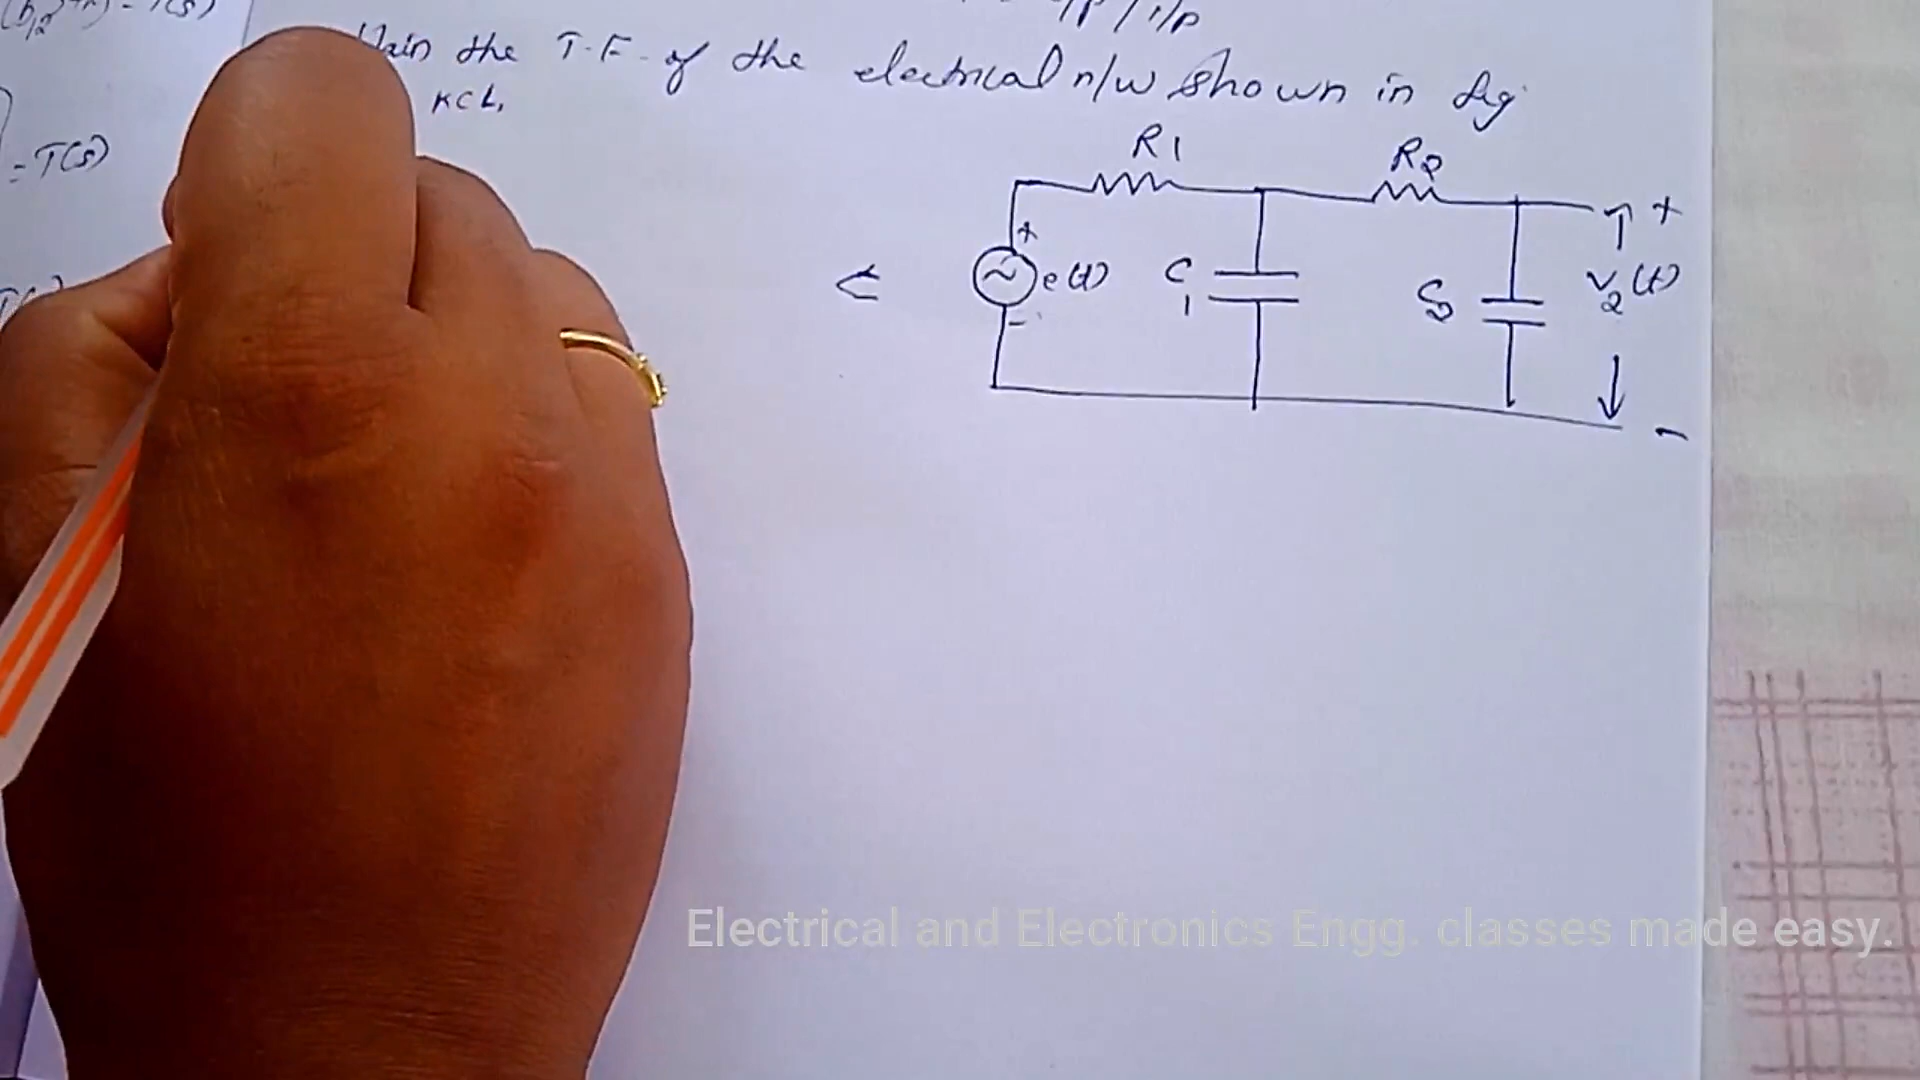 = T(s)
o/p / i/p
the T.F. of the electrical n/w shown in fig
KCL,
R1
R2
+
+
e(t)
C1
C2
V2(t)
-
-
Electrical and Electronics Engg. classes made easy.